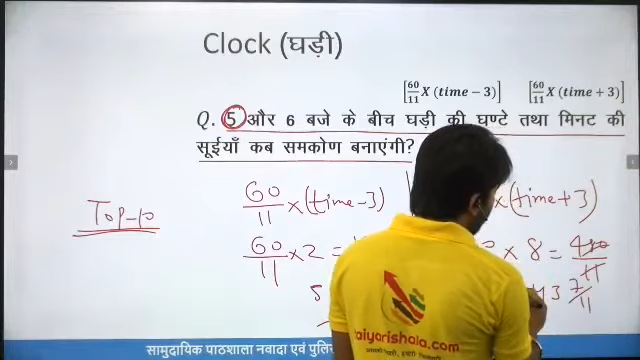 Clock (घड़ी)
[60/11 X (time − 3)] [60/11 X (time + 3)]
Q. 5 और 6 बजे के बीच घड़ी की घण्टे तथा मिनट की
सूईयाँ कब समकोण बनाएंगी?
60/11 × (time − 3) × (time + 3)
Top-10
60/11 × 2 = × 8 = 480/11
5 43 7/11
taiyarishala.com
सामुदायिक पाठशाला नवादा एवं पुलि